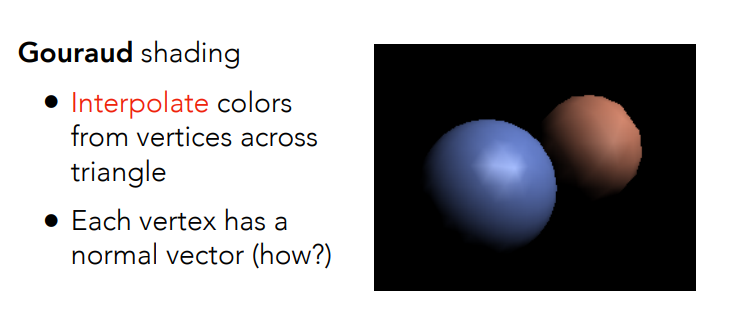 Gouraud shading
• Interpolate colors
from vertices across
triangle
• Each vertex has a
normal vector (how?)